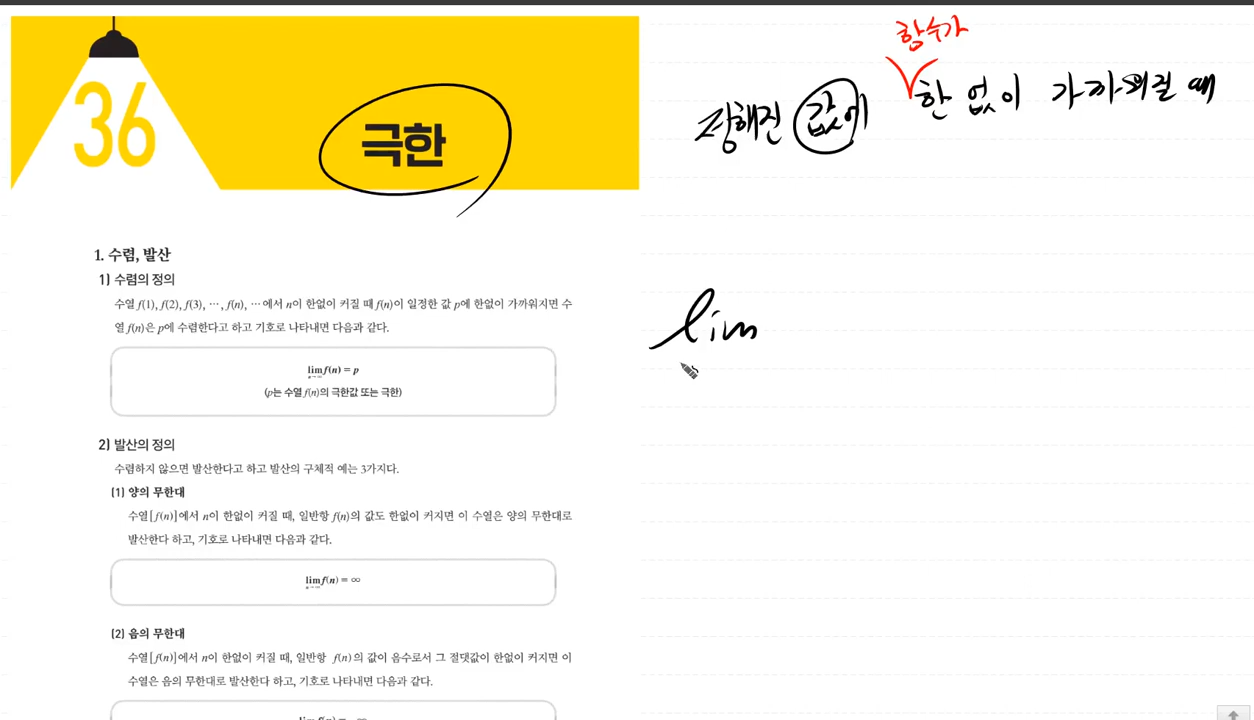 36
극한
1. 수렴, 발산
1) 수렴의 정의
수열 f(1), f(2), f(3), ⋯, f(n), ⋯에서 n이 한없이 커질 때 f(n)이 일정한 값 p에 한없이 가까워지면 수
열 f(n)은 p에 수렴한다고 하고 기호로 나타내면 다음과 같다.
lim f(n) = p
n→∞
(p는 수열 f(n)의 극한값 또는 극한)
2) 발산의 정의
수렴하지 않으면 발산한다고 하고 발산의 구체적 예는 3가지다.
(1) 양의 무한대
수열[f(n)]에서 n이 한없이 커질 때, 일반항 f(n)의 값도 한없이 커지면 이 수열은 양의 무한대로
발산한다 하고, 기호로 나타내면 다음과 같다.
lim f(n) = ∞
n→∞
(2) 음의 무한대
수열[f(n)]에서 n이 한없이 커질 때, 일반항 f(n)의 값이 음수로서 그 절댓값이 한없이 커지면 이
수열은 음의 무한대로 발산한다 하고, 기호로 나타내면 다음과 같다.
함수가
정해진 값이 한 없이 가까워질 때
lim